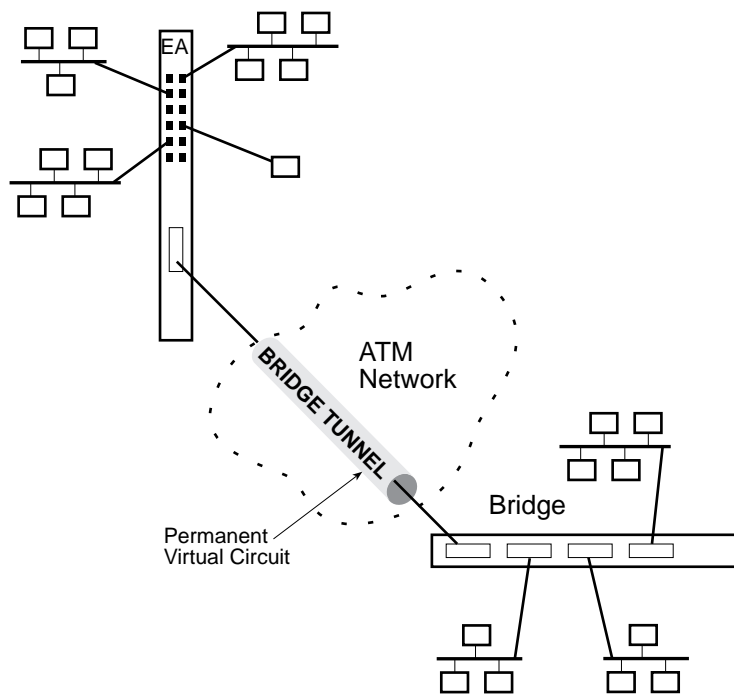 EA
ATM
Network
BRIDGE TUNNEL
Bridge
Permanent
Virtual Circuit